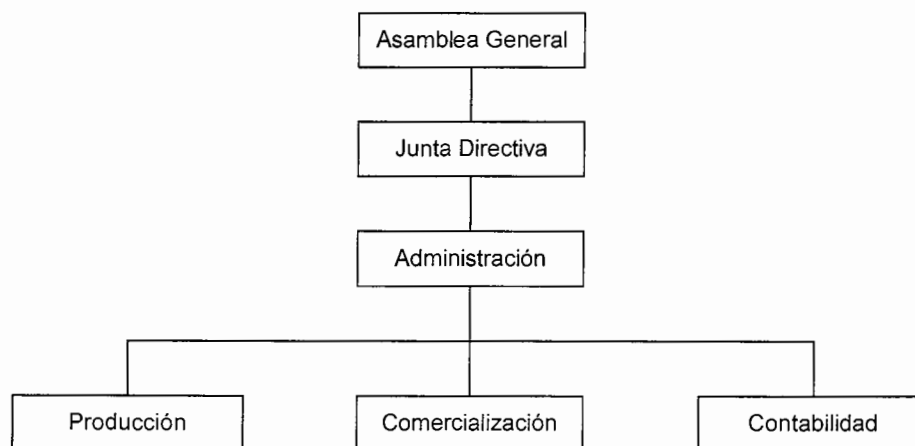 Asamblea General
Junta Directiva
Administración
Producción
Comercialización
Contabilidad